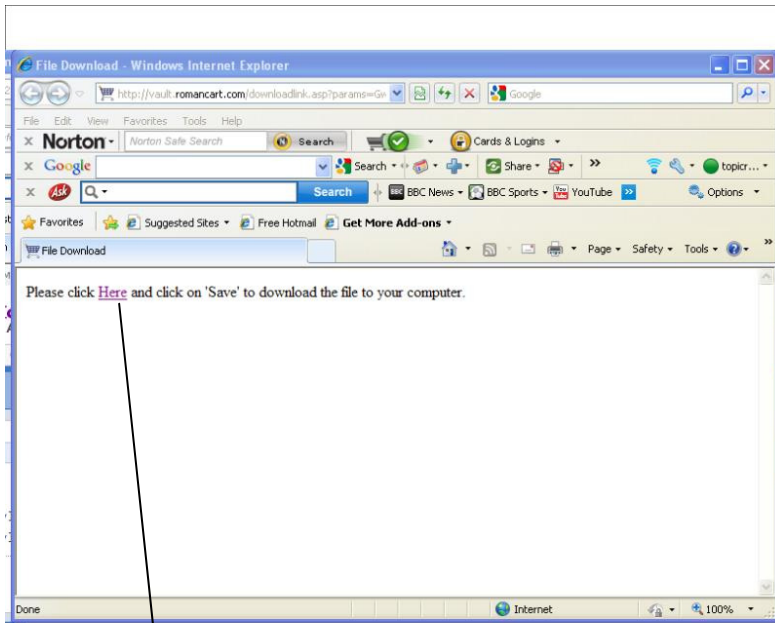 File Download - Windows Internet Explorer
http://vault.romancart.com/downloadlink.asp?params=Gw Google
File Edit View Favorites Tools Help
x Norton Norton Safe Search Search Cards & Logins
x Google Search Share >> topicr...
x Ask Q Search BBC News BBC Sports YouTube >> Options
Favorites Suggested Sites Free Hotmail Get More Add-ons
File Download Page Safety Tools >>
Please click Here and click on 'Save' to download the file to your computer.
Done Internet 100%